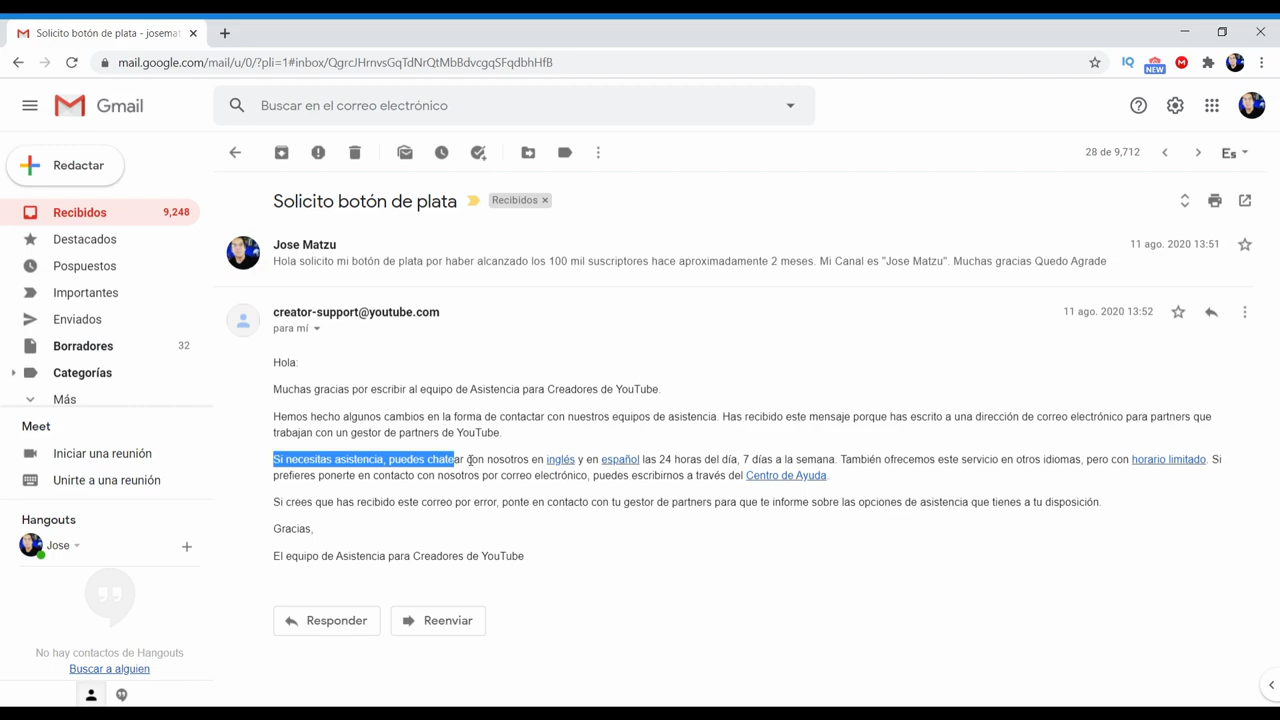 Solicito botón de plata - josemat
mail.google.com/mail/u/0/?pli=1#inbox/QgrcJHrnvsGqTdNrQtMbBdvcgqSFqdbhHfB
IQ
NEW
M
Gmail
Buscar en el correo electrónico
Redactar
28 de 9,712
Es
Recibidos 9,248
Destacados
Pospuestos
Importantes
Enviados
Borradores 32
Categorías
Más
Meet
Iniciar una reunión
Unirte a una reunión
Hangouts
Jose
No hay contactos de Hangouts
Buscar a alguien
Solicito botón de plata
Recibidos
Jose Matzu 11 ago. 2020 13:51
Hola solicito mi botón de plata por haber alcanzado los 100 mil suscriptores hace aproximadamente 2 meses. Mi Canal es "Jose Matzu". Muchas gracias Quedo Agrade
creator-support@youtube.com 11 ago. 2020 13:52
para mí
Hola:
Muchas gracias por escribir al equipo de Asistencia para Creadores de YouTube.
Hemos hecho algunos cambios en la forma de contactar con nuestros equipos de asistencia. Has recibido este mensaje porque has escrito a una dirección de correo electrónico para partners que
trabajan con un gestor de partners de YouTube.
Si necesitas asistencia, puedes chatear con nosotros en inglés y en español las 24 horas del día, 7 días a la semana. También ofrecemos este servicio en otros idiomas, pero con horario limitado. Si
prefieres ponerte en contacto con nosotros por correo electrónico, puedes escribirnos a través del Centro de Ayuda.
Si crees que has recibido este correo por error, ponte en contacto con tu gestor de partners para que te informe sobre las opciones de asistencia que tienes a tu disposición.
Gracias,
El equipo de Asistencia para Creadores de YouTube
Responder
Reenviar